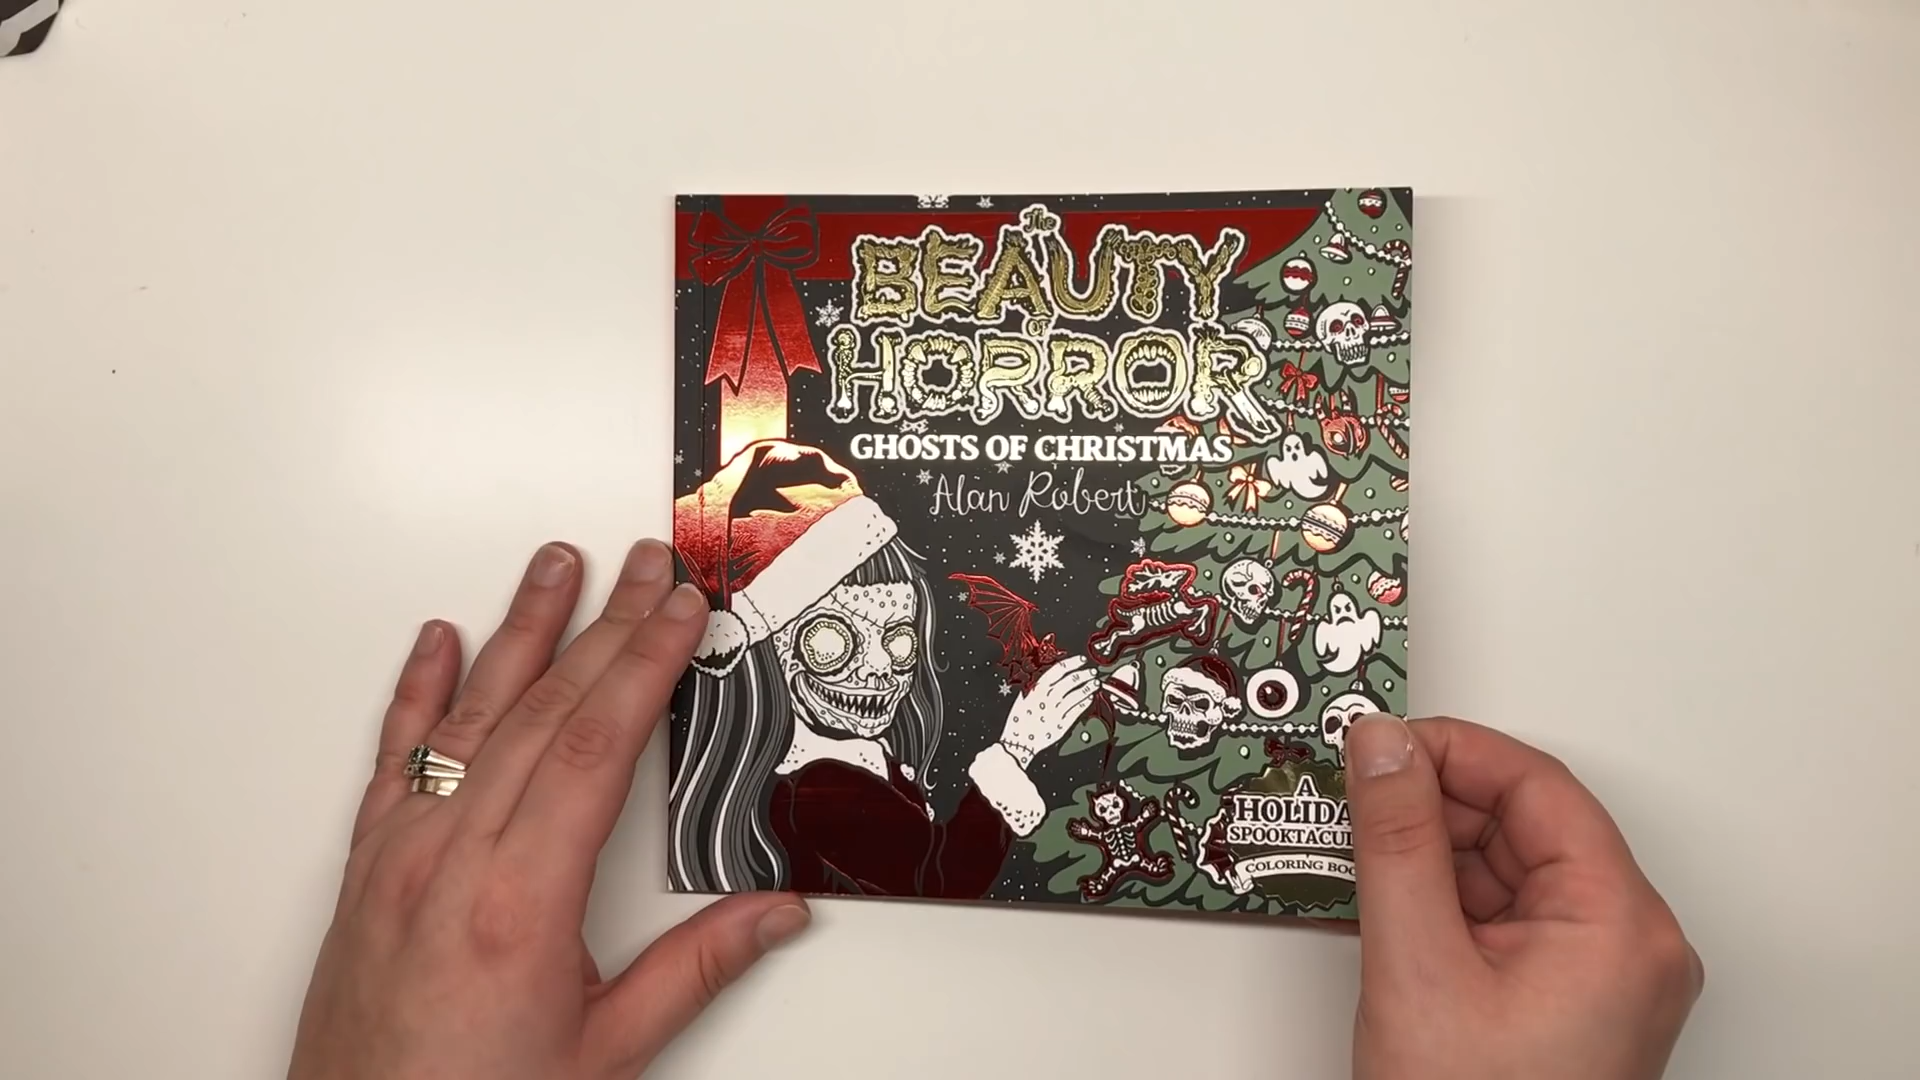 The
BEAUTY
OF
HORROR
GHOSTS OF CHRISTMAS
Alan Robert
A
HOLIDA
SPOOKTACUL
COLORING BOO